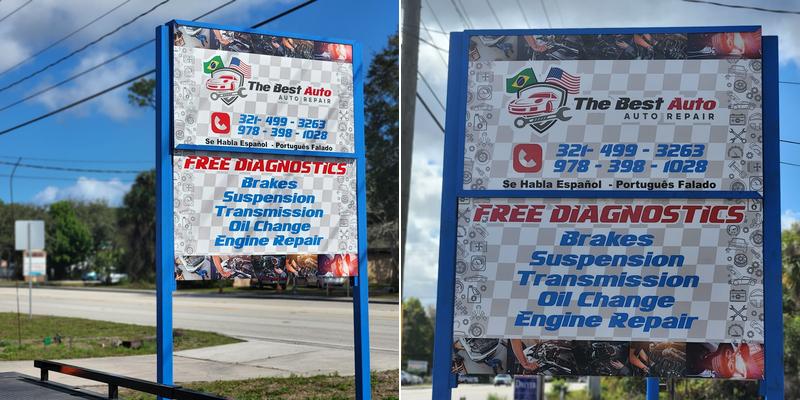 The Best Auto
AUTO REPAIR
321- 499 - 3263
978 - 398 - 1028
Se Habla Español - Português Falado
FREE DIAGNOSTICS
Brakes
Suspension
Transmission
Oil Change
Engine Repair
The Best Auto
AUTO REPAIR
321- 499 - 3263
978 - 398 - 1028
Se Habla Español - Português Falado
FREE DIAGNOSTICS
Brakes
Suspension
Transmission
Oil Change
Engine Repair